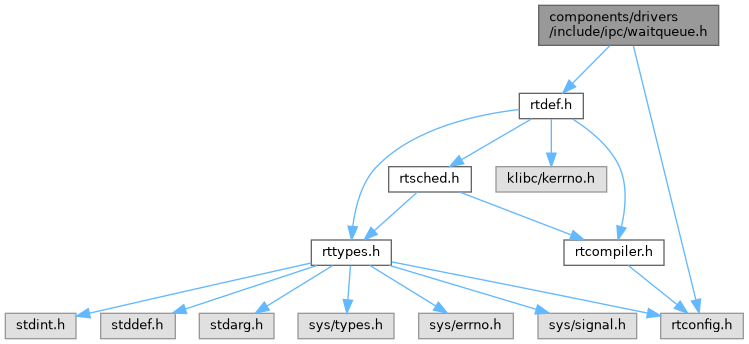 components/drivers
/include/ipc/waitqueue.h
rtdef.h
rtsched.h
klibc/kerrno.h
rttypes.h
rtcompiler.h
stdint.h
stddef.h
stdarg.h
sys/types.h
sys/errno.h
sys/signal.h
rtconfig.h